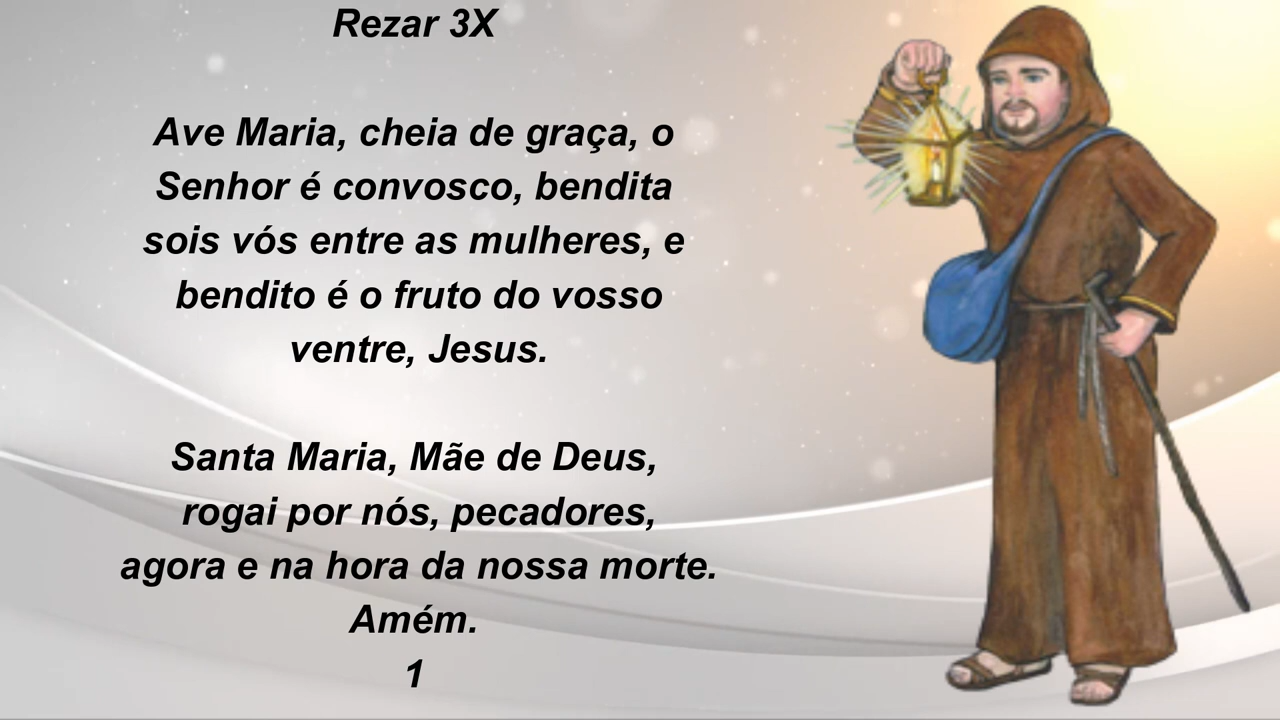 Rezar 3X
Ave Maria, cheia de graça, o
Senhor é convosco, bendita
sois vós entre as mulheres, e
bendito é o fruto do vosso
ventre, Jesus.
Santa Maria, Mãe de Deus,
rogai por nós, pecadores,
agora e na hora da nossa morte.
Amém.
1